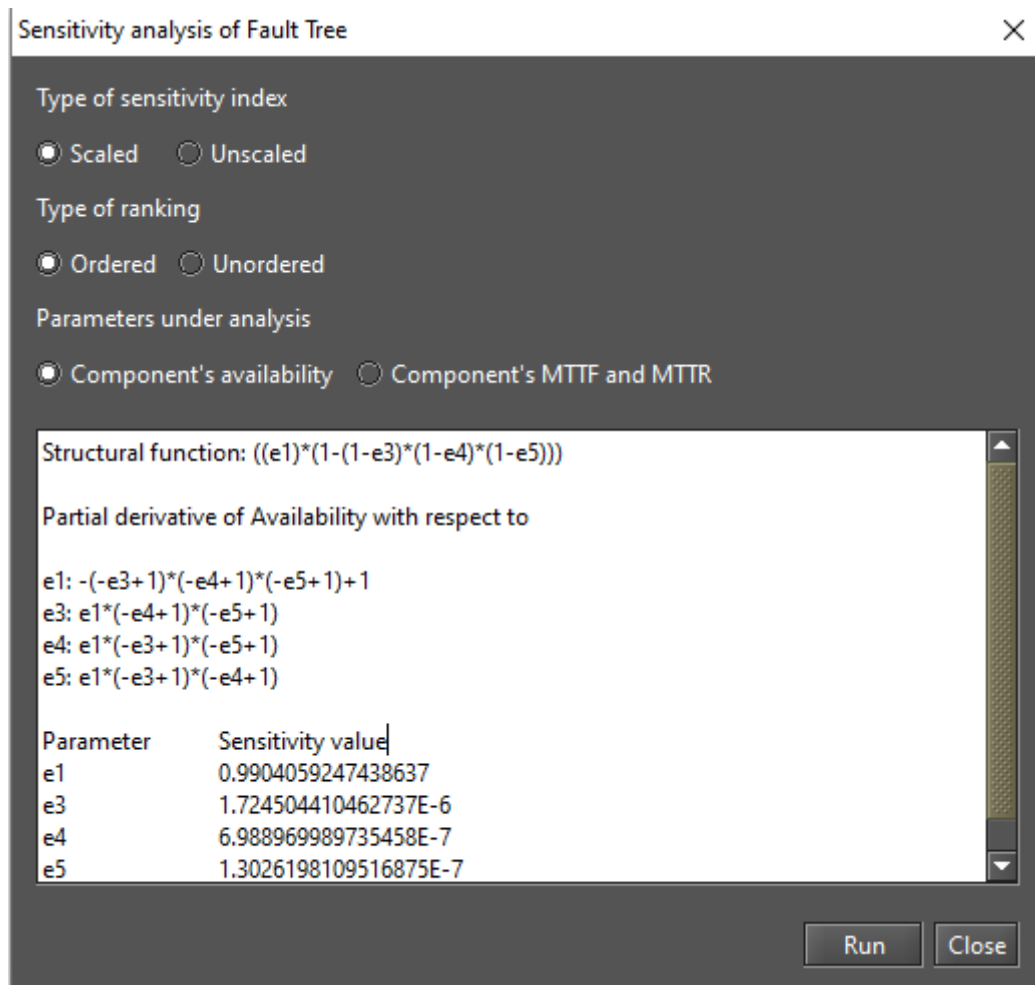 Sensitivity analysis of Fault Tree
Type of sensitivity index
Scaled Unscaled
Type of ranking
Ordered Unordered
Parameters under analysis
Component's availability Component's MTTF and MTTR
Structural function: ((e1)*(1-(1-e3)*(1-e4)*(1-e5)))
Partial derivative of Availability with respect to
e1: -(-e3+1)*(-e4+1)*(-e5+1)+1
e3: e1*(-e4+1)*(-e5+1)
e4: e1*(-e3+1)*(-e5+1)
e5: e1*(-e3+1)*(-e4+1)
Parameter Sensitivity value
e1 0.9904059247438637
e3 1.724504410462737E-6
e4 6.988969989735458E-7
e5 1.3026198109516875E-7
Run Close